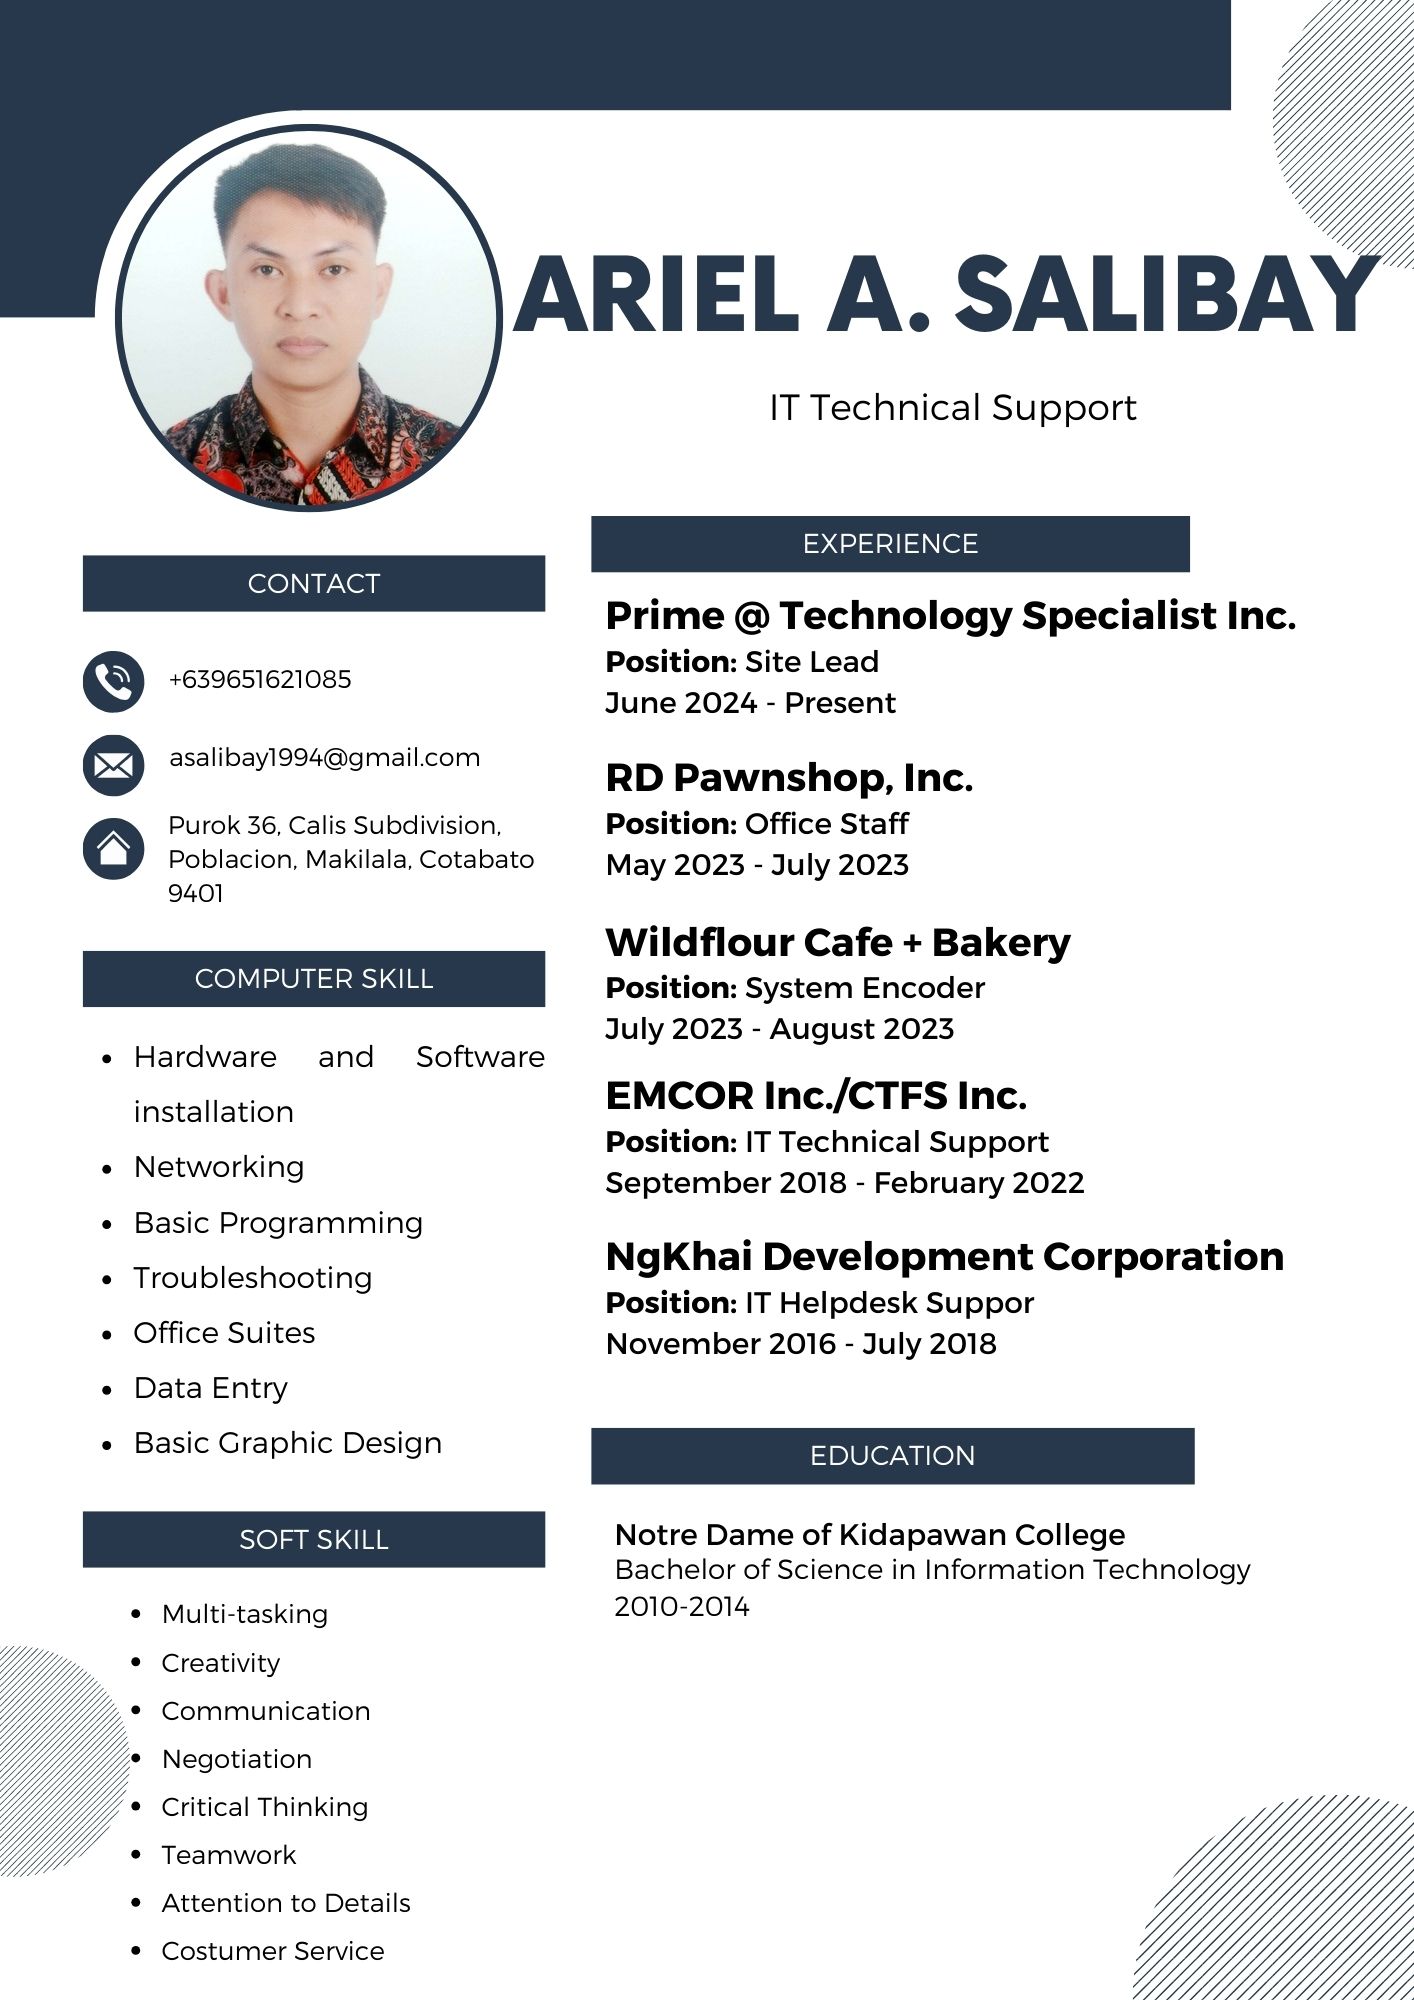 ARIEL A. SALIBAY
IT Technical Support
CONTACT
+639651621085
asalibay1994@gmail.com
Purok 36, Calis Subdivision,
Poblacion, Makilala, Cotabato
9401
COMPUTER SKILL
• Hardware and Software
installation
• Networking
• Basic Programming
• Troubleshooting
• Office Suites
• Data Entry
• Basic Graphic Design
SOFT SKILL
• Multi-tasking
• Creativity
• Communication
• Negotiation
• Critical Thinking
• Teamwork
• Attention to Details
• Costumer Service
EXPERIENCE
Prime @ Technology Specialist Inc.
Position: Site Lead
June 2024 - Present
RD Pawnshop, Inc.
Position: Office Staff
May 2023 - July 2023
Wildflour Cafe + Bakery
Position: System Encoder
July 2023 - August 2023
EMCOR Inc./CTFS Inc.
Position: IT Technical Support
September 2018 - February 2022
NgKhai Development Corporation
Position: IT Helpdesk Suppor
November 2016 - July 2018
EDUCATION
Notre Dame of Kidapawan College
Bachelor of Science in Information Technology
2010-2014